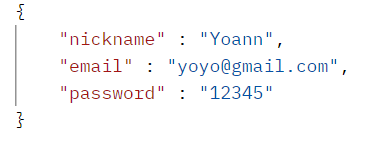 {
"nickname" : "Yoann",
"email" : "yoyo@gmail.com",
"password" : "12345"
}